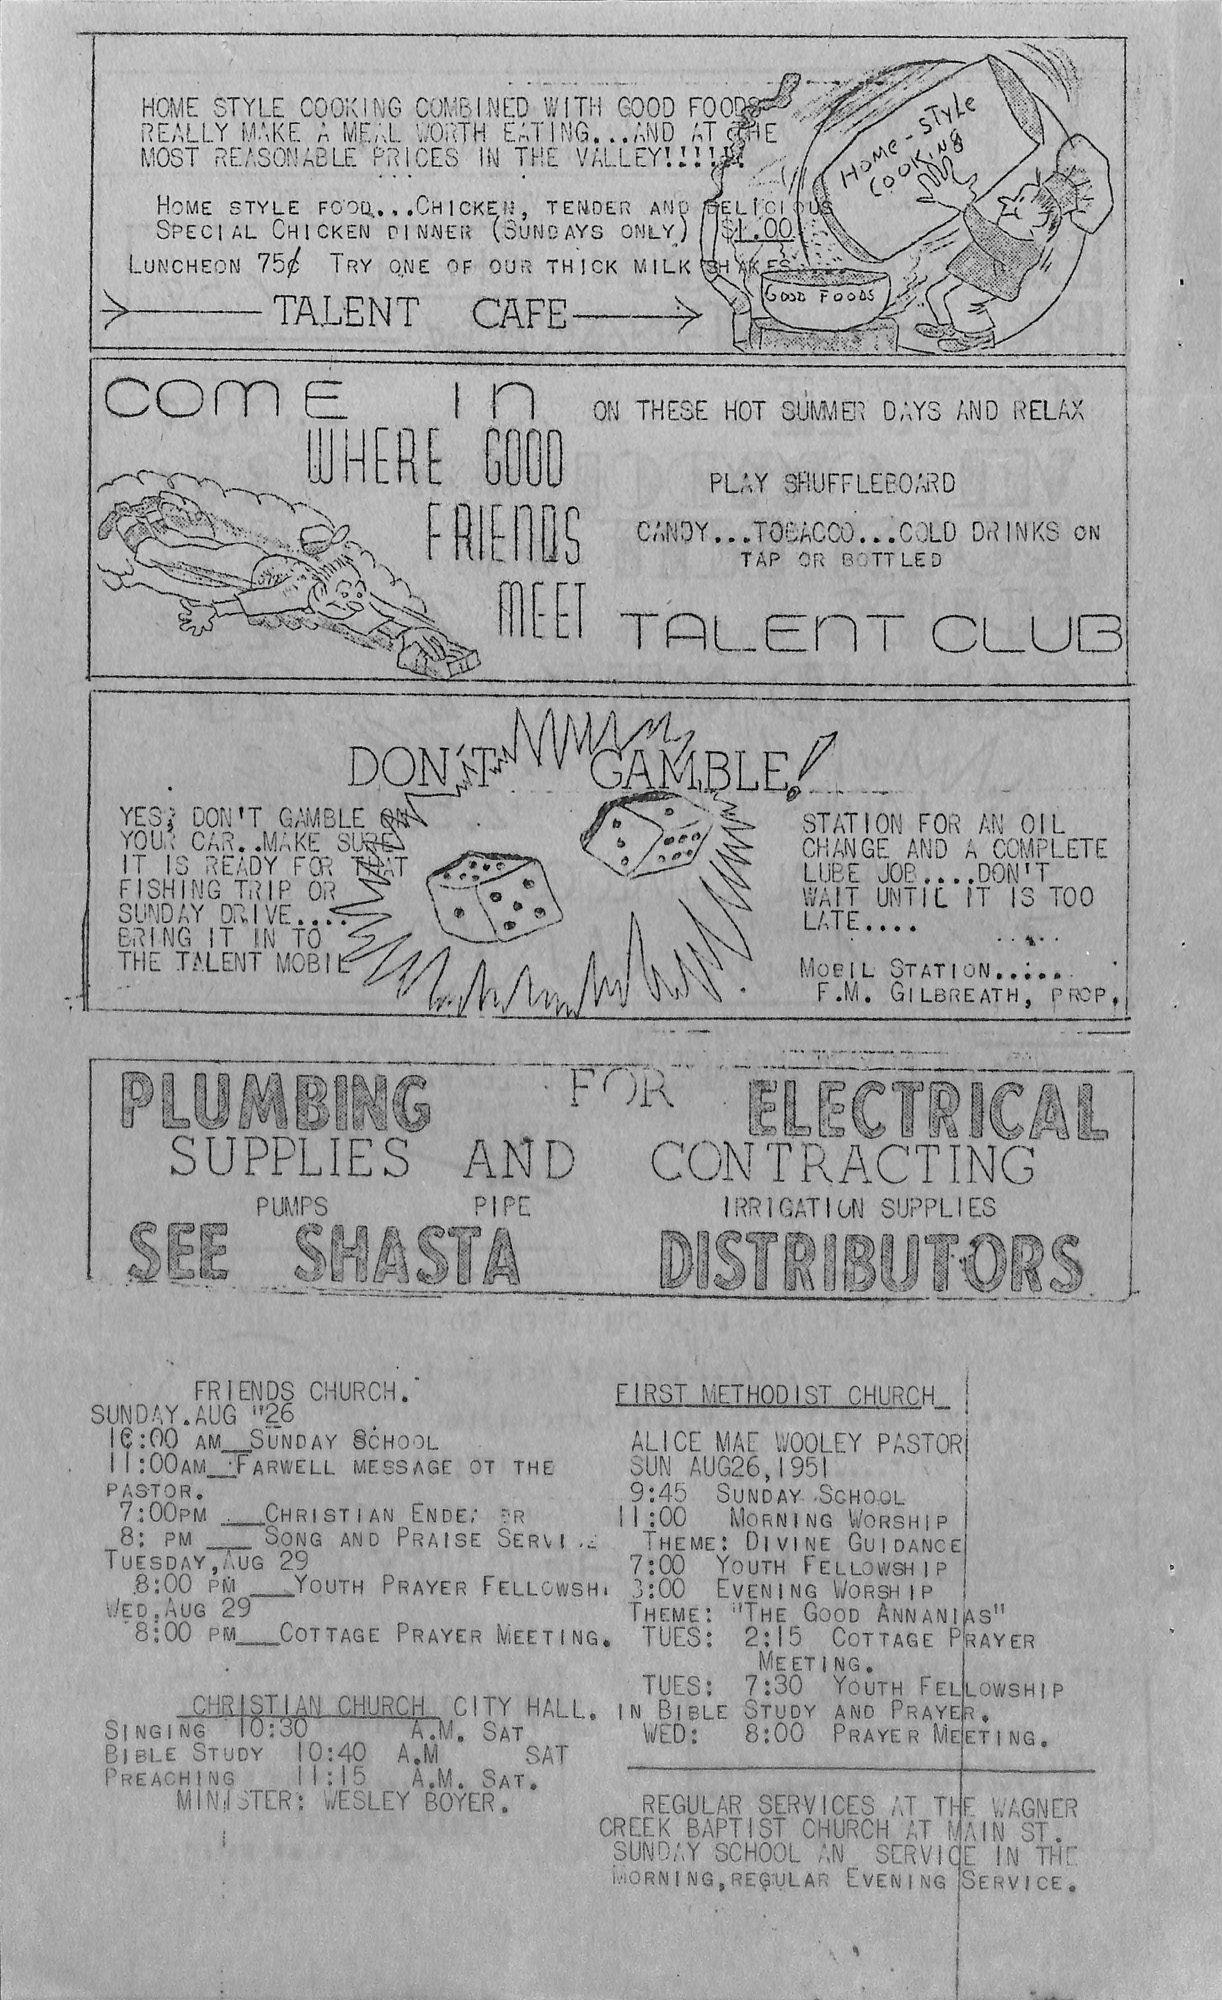 HOME STYLE COOKING COMBINED WITH GOOD FOODS
REALLY MAKE A MEAL WORTH EATING...AND AT THE
MOST REASONABLE PRICES IN THE VALLEY!!!!!!
HOME STYLE FOOD...CHICKEN, TENDER AND DELICIOUS
SPECIAL CHICKEN DINNER (SUNDAYS ONLY) $1.00
LUNCHEON 75¢ TRY ONE OF OUR THICK MILK SHAKES
TALENT CAFE
HOME-STYLE
COOKING
GOOD FOODS
COME IN
WHERE GOOD
FRIENDS
MEET
ON THESE HOT SUMMER DAYS AND RELAX
PLAY SHUFFLEBOARD
CANDY...TOBACCO...COLD DRINKS ON
TAP OR BOTTLED
TALENT CLUB
DON'T GAMBLE!
YES, DON'T GAMBLE ON
YOUR CAR..MAKE SURE
IT IS READY FOR THAT
FISHING TRIP OR
SUNDAY DRIVE....
BRING IT IN TO
THE TALENT MOBIL
STATION FOR AN OIL
CHANGE AND A COMPLETE
LUBE JOB....DON'T
WAIT UNTIL IT IS TOO
LATE....
MOBIL STATION......
F.M. GILBREATH, PROP.
PLUMBING FOR ELECTRICAL
SUPPLIES AND CONTRACTING
PUMPS PIPE IRRIGATION SUPPLIES
SEE SHASTA DISTRIBUTORS
FRIENDS CHURCH.
SUNDAY.AUG "26
10:00 AM__SUNDAY SCHOOL
11:00AM__FARWELL MESSAGE OT THE
PASTOR.
7:00PM ___CHRISTIAN
8: PM ___ SONG AND PRAISE
TUESDAY,AUG 29
8:00 PM ___YOUTH PRAYER
WED.AUG 29
8:00 PM___COTTAGE PRAYER MEETING.
CHRISTIAN CHURCH CITY HALL.
SINGING 10:30 A.M. SAT
BIBLE STUDY 10:40 A.M SAT
PREACHING 11:15 A.M. SAT.
MINISTER: WESLEY BOYER.
FIRST METHODIST CHURCH
ALICE MAE WOOLEY PASTOR
SUN AUG26,1951
9:45 SUNDAY SCHOOL
11:00 MORNING WORSHIP
THEME: DIVINE GUIDANCE
7:00 YOUTH FELLOWSHIP
EVENING WORSHIP
THEME: "THE GOOD ANNANIAS"
TUES: 2:15 COTTAGE PRAYER
MEETING.
TUES: 7:30 YOUTH FELLOWSHIP
IN BIBLE STUDY AND PRAYER.
WED: 8:00 PRAYER MEETING.
REGULAR SERVICES AT THE WAGNER
CREEK BAPTIST CHURCH AT MAIN ST.
SUNDAY SCHOOL AN SERVICE IN THE
MORNING,REGULAR EVENING SERVICE.